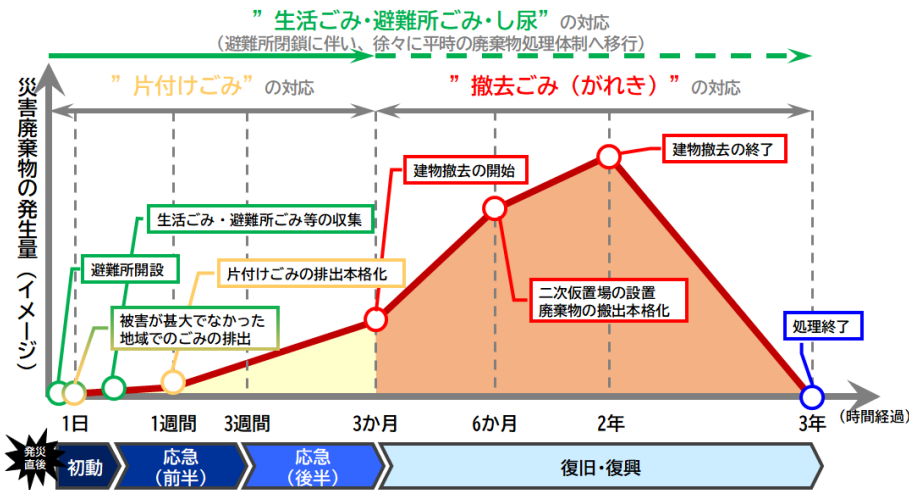 ”生活ごみ・避難所ごみ・し尿”の対応
（避難所閉鎖に伴い、徐々に平時の廃棄物処理体制へ移行）
”片付けごみ”の対応
”撤去ごみ（がれき）”の対応
災害廃棄物の発生量（イメージ）
建物撤去の終了
建物撤去の開始
生活ごみ・避難所ごみ等の収集
避難所開設
片付けごみの排出本格化
二次仮置場の設置
廃棄物の搬出本格化
被害が甚大でなかった
地域でのごみの排出
処理終了
1日 1週間 3週間 3か月 6か月 2年 3年 （時間経過）
発災
直後
初動
応急
（前半）
応急
（後半）
復旧・復興